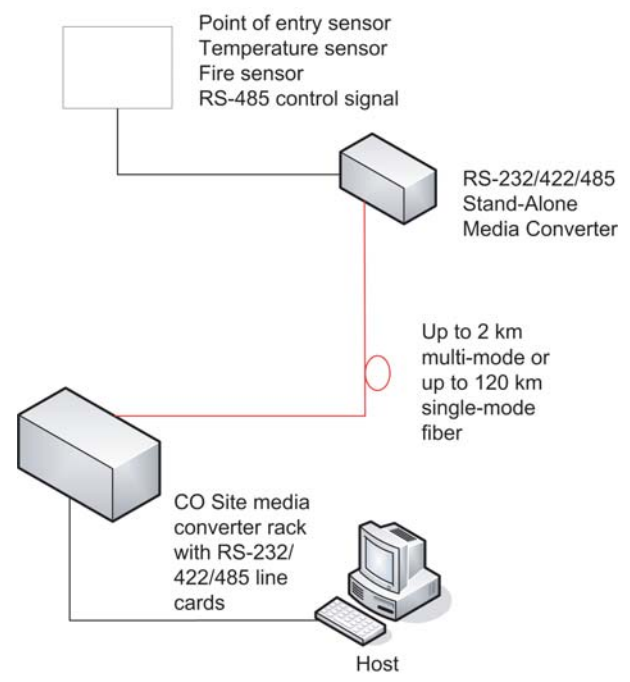 Point of entry sensor
Temperature sensor
Fire sensor
RS-485 control signal
RS-232/422/485
Stand-Alone
Media Converter
Up to 2 km
multi-mode or
up to 120 km
single-mode
fiber
CO Site media
converter rack
with RS-232/
422/485 line
cards
Host